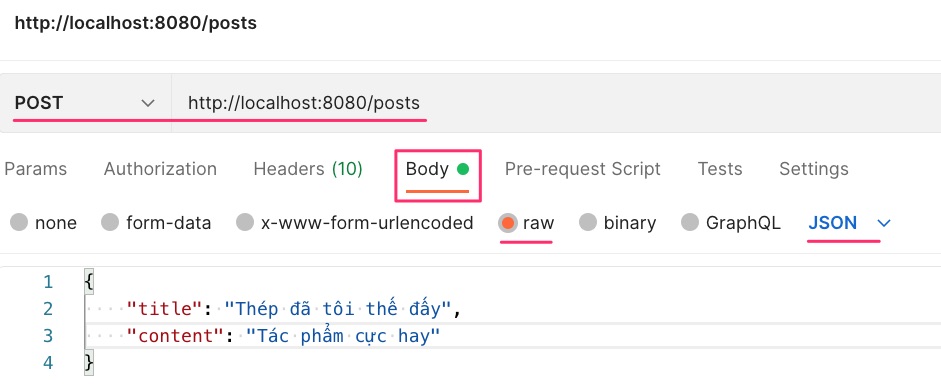 http://localhost:8080/posts
POST http://localhost:8080/posts
Params Authorization Headers (10) Body Pre-request Script Tests Settings
none form-data x-www-form-urlencoded raw binary GraphQL JSON
1 {
2 "title": "Thép đã tôi thế đấy",
3 "content": "Tác phẩm cực hay"
4 }